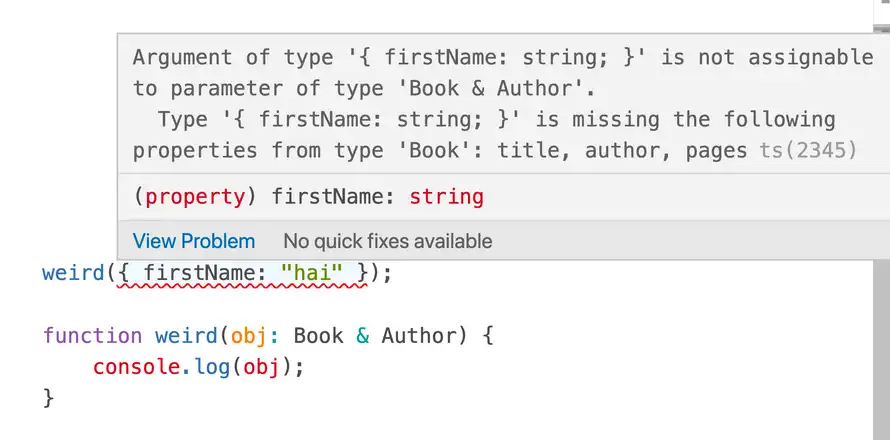 Argument of type '{ firstName: string; }' is not assignable
to parameter of type 'Book & Author'.
Type '{ firstName: string; }' is missing the following
properties from type 'Book': title, author, pages ts(2345)
(property) firstName: string
View Problem No quick fixes available
weird({ firstName: "hai" });
function weird(obj: Book & Author) {
console.log(obj);
}